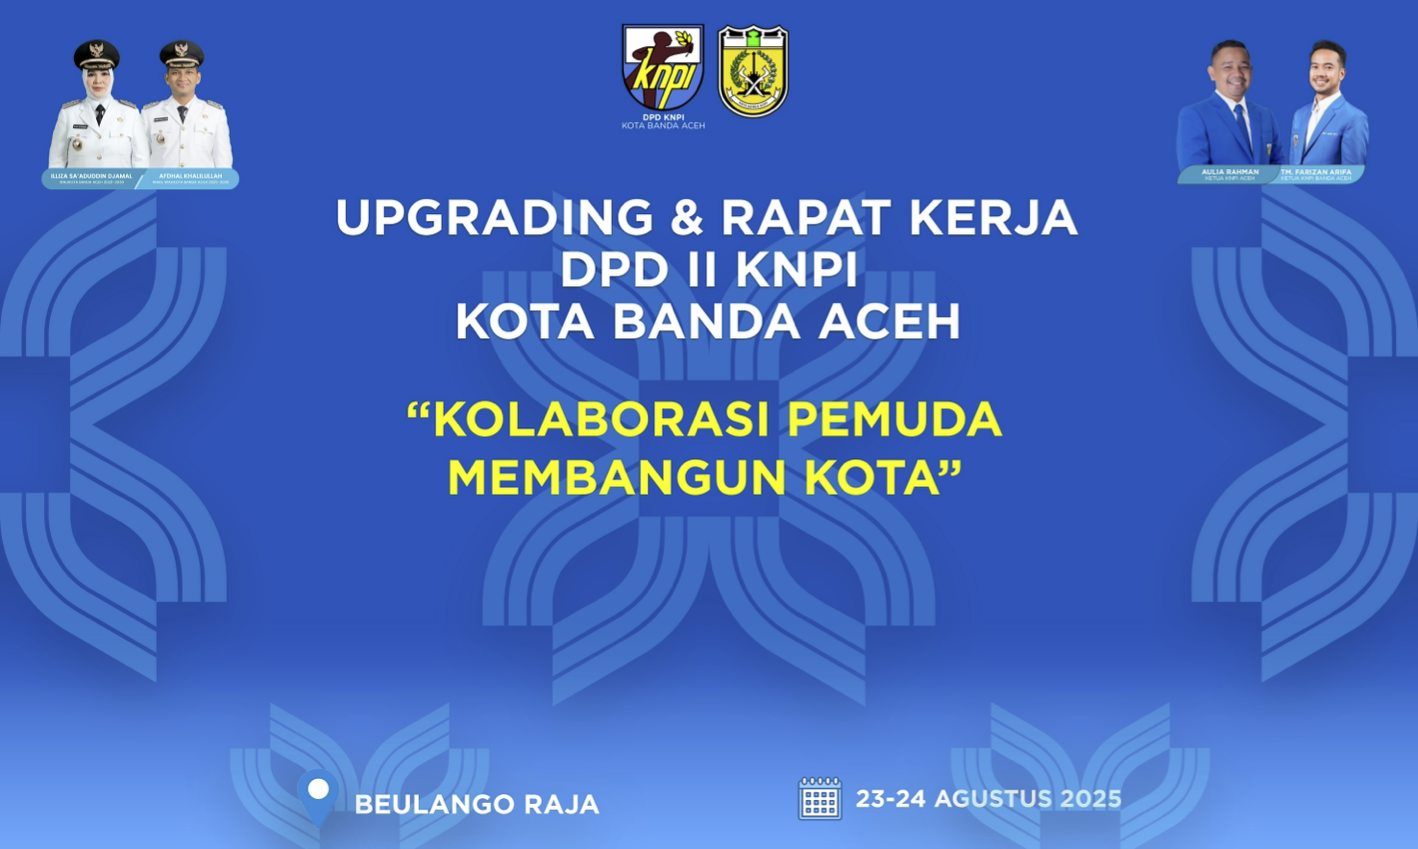 knpi
DPD KNPI
KOTA BANDA ACEH
ILLIZA SA'ADUDDIN DJAMAL
AFDHAL KHALILULLAH
AULIA RAHMAN
KETUA KNPI ACEH
TM. FARIZAN ARIFA
KETUA KNPI BANDA ACEH
UPGRADING & RAPAT KERJA
DPD II KNPI
KOTA BANDA ACEH
“KOLABORASI PEMUDA
MEMBANGUN KOTA”
BEULANGO RAJA
23-24 AGUSTUS 2025